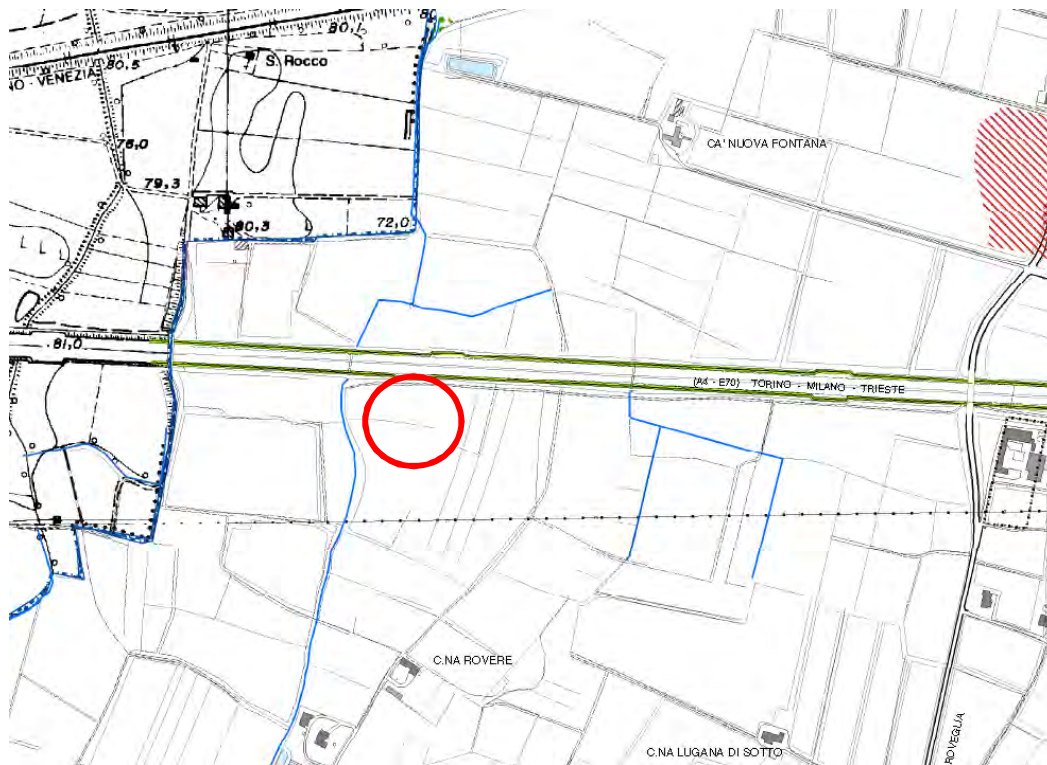 80,1
S. Rocco
80,5
NO - VENEZIA
CA' NUOVA FONTANA
76,0
79,3
80,3
72,0
L
L L L
81,0
(A4 - E70) TORINO - MILANO - TRIESTE
C.NA ROVERE
C.NA LUGANA DI SOTTO
ROVEGLIA